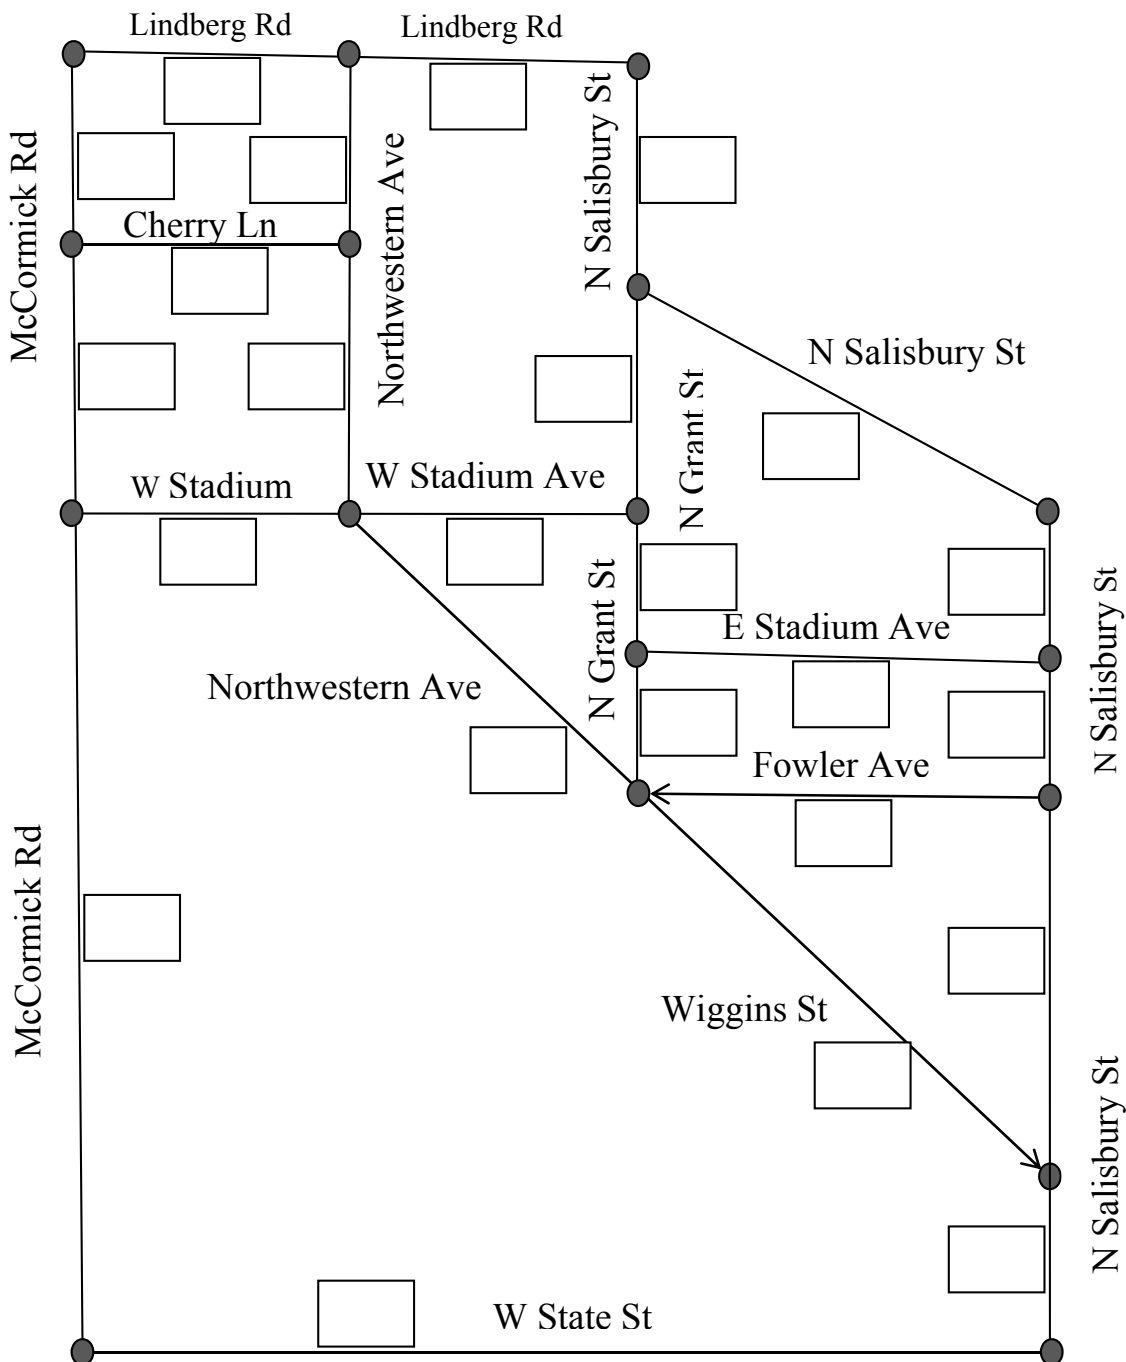 Lindberg Rd
Lindberg Rd
N Salisbury St
McCormick Rd
Northwestern Ave
Cherry Ln
N Salisbury St
N Grant St
W Stadium
W Stadium Ave
N Grant St
E Stadium Ave
N Salisbury St
Northwestern Ave
Fowler Ave
McCormick Rd
Wiggins St
N Salisbury St
W State St